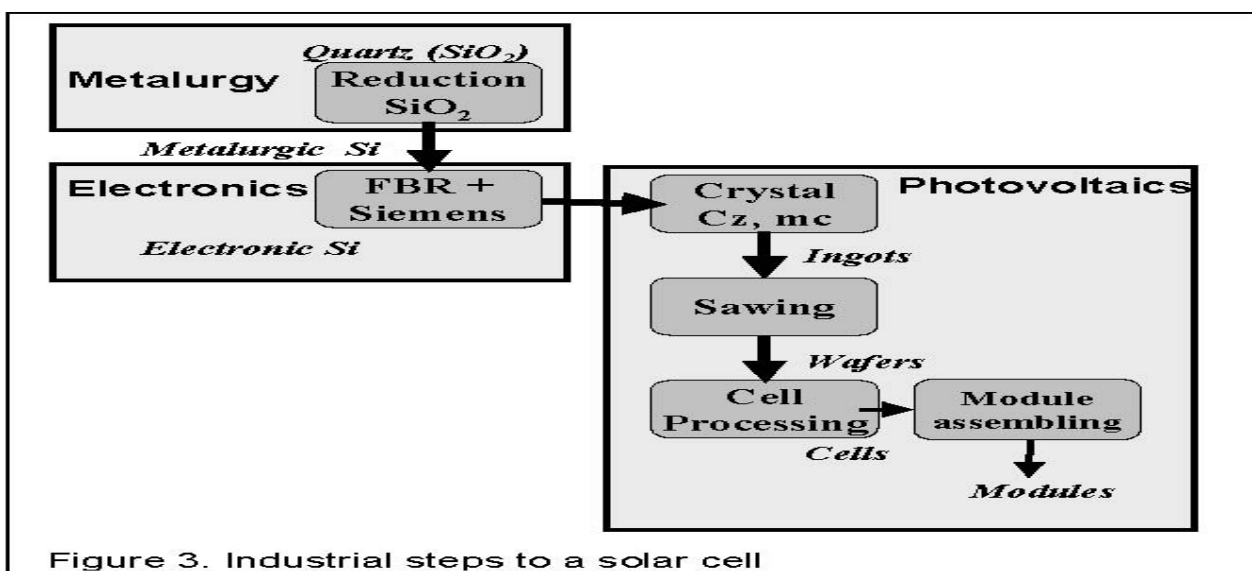 Quartz (SiO₂)
Metalurgy
Reduction
SiO₂
Metalurgic Si
Electronics
FBR +
Siemens
Electronic Si
Photovoltaics
Crystal
Cz, mc
Ingots
Sawing
Wafers
Cell
Processing
Cells
Module
assembling
Modules
Figure 3. Industrial steps to a solar cell